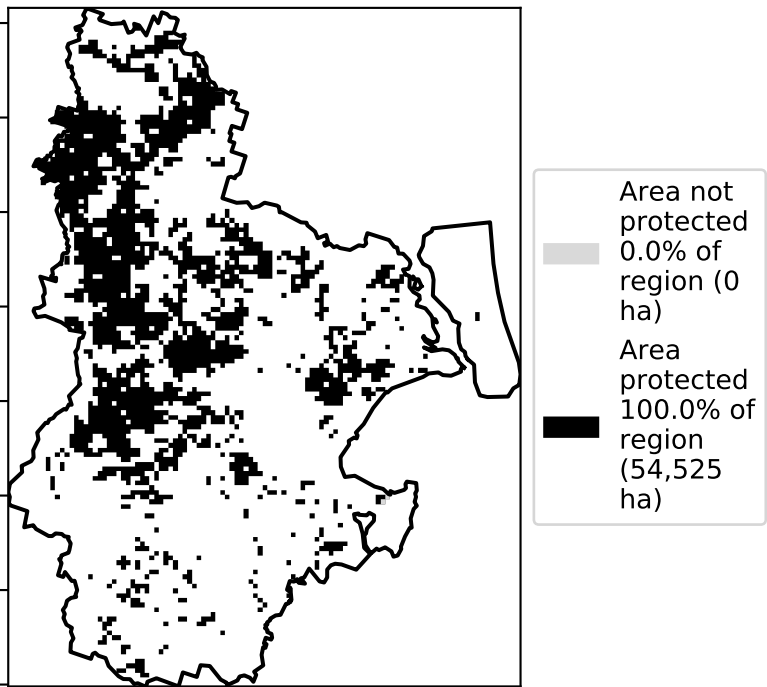 Area not
protected
0.0% of
region (0
ha)
Area
protected
100.0% of
region
(54,525
ha)